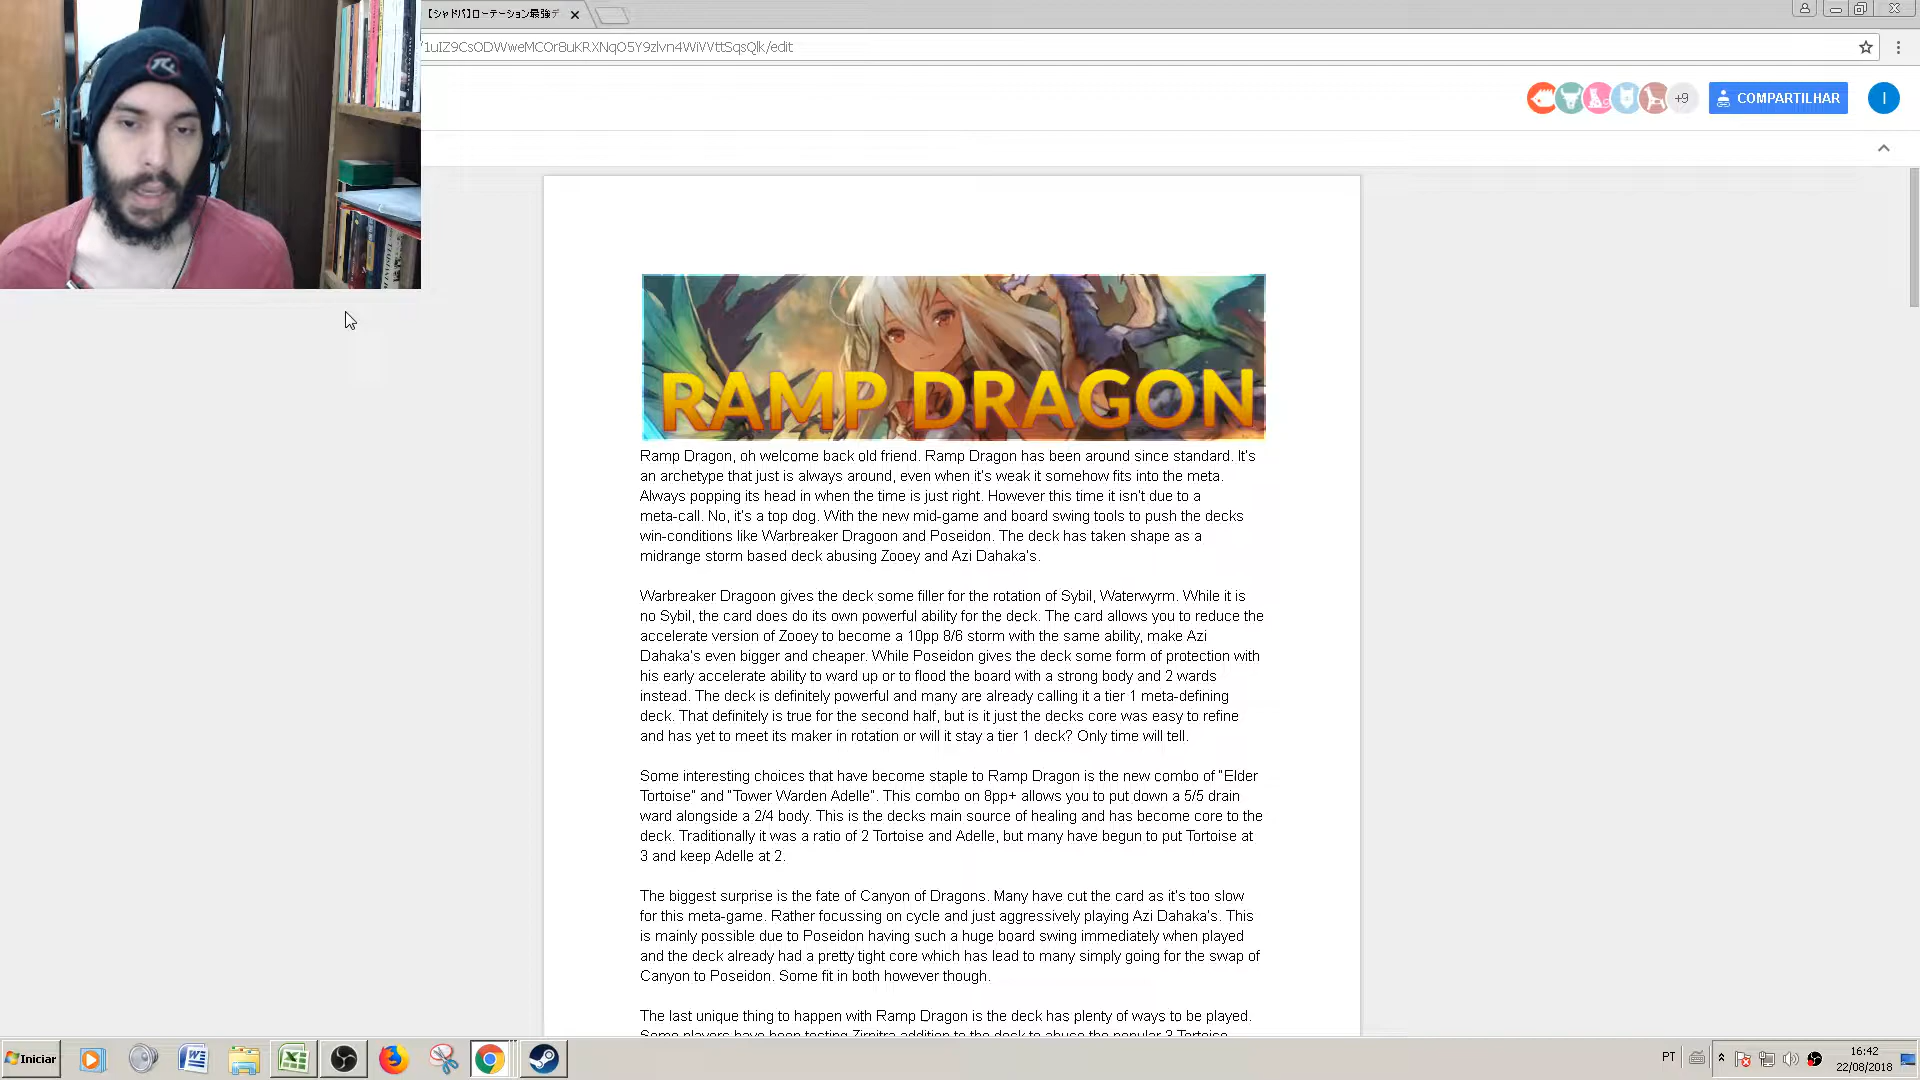 【シャドバ】ローテーション最強デ
/1uIZ9CsODWweMCOr8uKRXNqO5Y9zlvn4WiVVttSqsQlk/edit
+9
COMPARTILHAR
I
RAMP DRAGON
Ramp Dragon, oh welcome back old friend. Ramp Dragon has been around since standard. It's
an archetype that just is always around, even when it's weak it somehow fits into the meta.
Always popping its head in when the time is just right. However this time it isn't due to a
meta-call. No, it's a top dog. With the new mid-game and board swing tools to push the decks
win-conditions like Warbreaker Dragoon and Poseidon. The deck has taken shape as a
midrange storm based deck abusing Zooey and Azi Dahaka's.
Warbreaker Dragoon gives the deck some filler for the rotation of Sybil, Waterwyrm. While it is
no Sybil, the card does do its own powerful ability for the deck. The card allows you to reduce the
accelerate version of Zooey to become a 10pp 8/6 storm with the same ability, make Azi
Dahaka's even bigger and cheaper. While Poseidon gives the deck some form of protection with
his early accelerate ability to ward up or to flood the board with a strong body and 2 wards
instead. The deck is definitely powerful and many are already calling it a tier 1 meta-defining
deck. That definitely is true for the second half, but is it just the decks core was easy to refine
and has yet to meet its maker in rotation or will it stay a tier 1 deck? Only time will tell.
Some interesting choices that have become staple to Ramp Dragon is the new combo of "Elder
Tortoise" and "Tower Warden Adelle". This combo on 8pp+ allows you to put down a 5/5 drain
ward alongside a 2/4 body. This is the decks main source of healing and has become core to the
deck. Traditionally it was a ratio of 2 Tortoise and Adelle, but many have begun to put Tortoise at
3 and keep Adelle at 2.
The biggest surprise is the fate of Canyon of Dragons. Many have cut the card as it's too slow
for this meta-game. Rather focussing on cycle and just aggressively playing Azi Dahaka's. This
is mainly possible due to Poseidon having such a huge board swing immediately when played
and the deck already had a pretty tight core which has lead to many simply going for the swap of
Canyon to Poseidon. Some fit in both however though.
The last unique thing to happen with Ramp Dragon is the deck has plenty of ways to be played.
Some players have been testing Zirnitra addition to the deck to abuse the popular 3 Tortoise
Iniciar
PT
16:42
22/08/2018